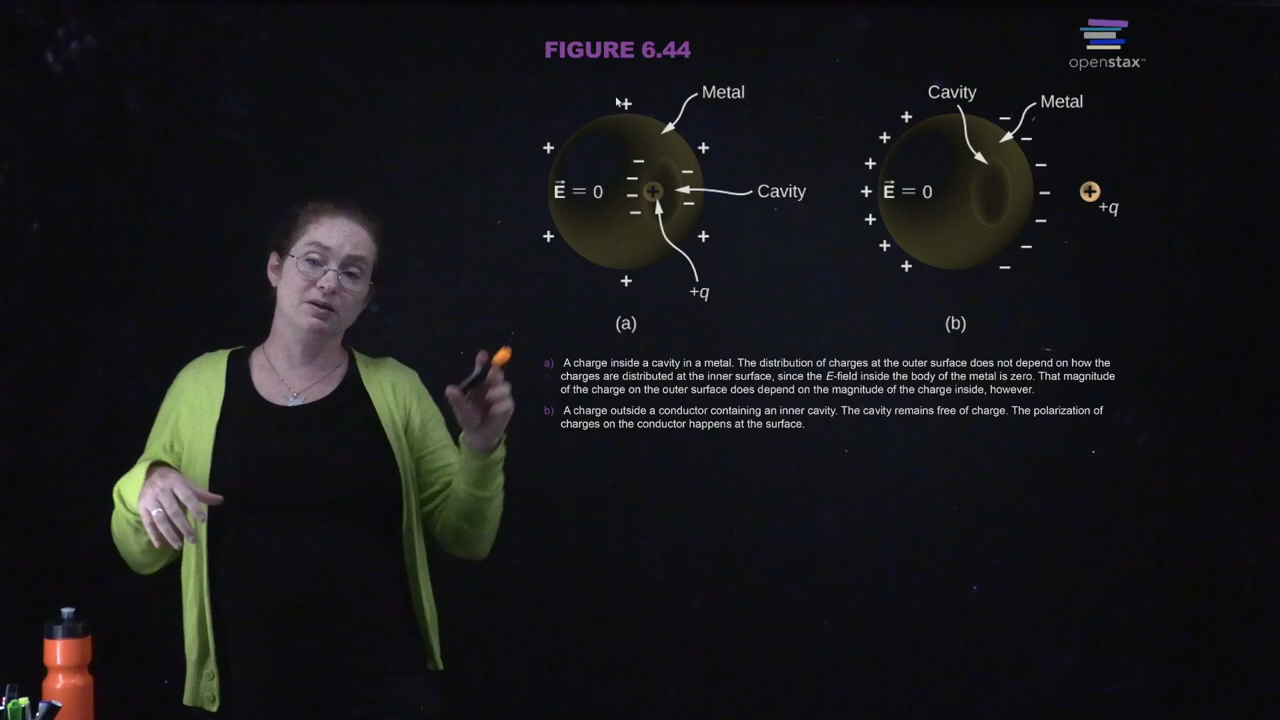 FIGURE 6.44
openstax™
Metal
Cavity
Metal
E⃗ = 0
Cavity
E⃗ = 0
+q
+q
(a)
(b)
a) A charge inside a cavity in a metal. The distribution of charges at the outer surface does not depend on how the
charges are distributed at the inner surface, since the E-field inside the body of the metal is zero. That magnitude
of the charge on the outer surface does depend on the magnitude of the charge inside, however.
b) A charge outside a conductor containing an inner cavity. The cavity remains free of charge. The polarization of
charges on the conductor happens at the surface.